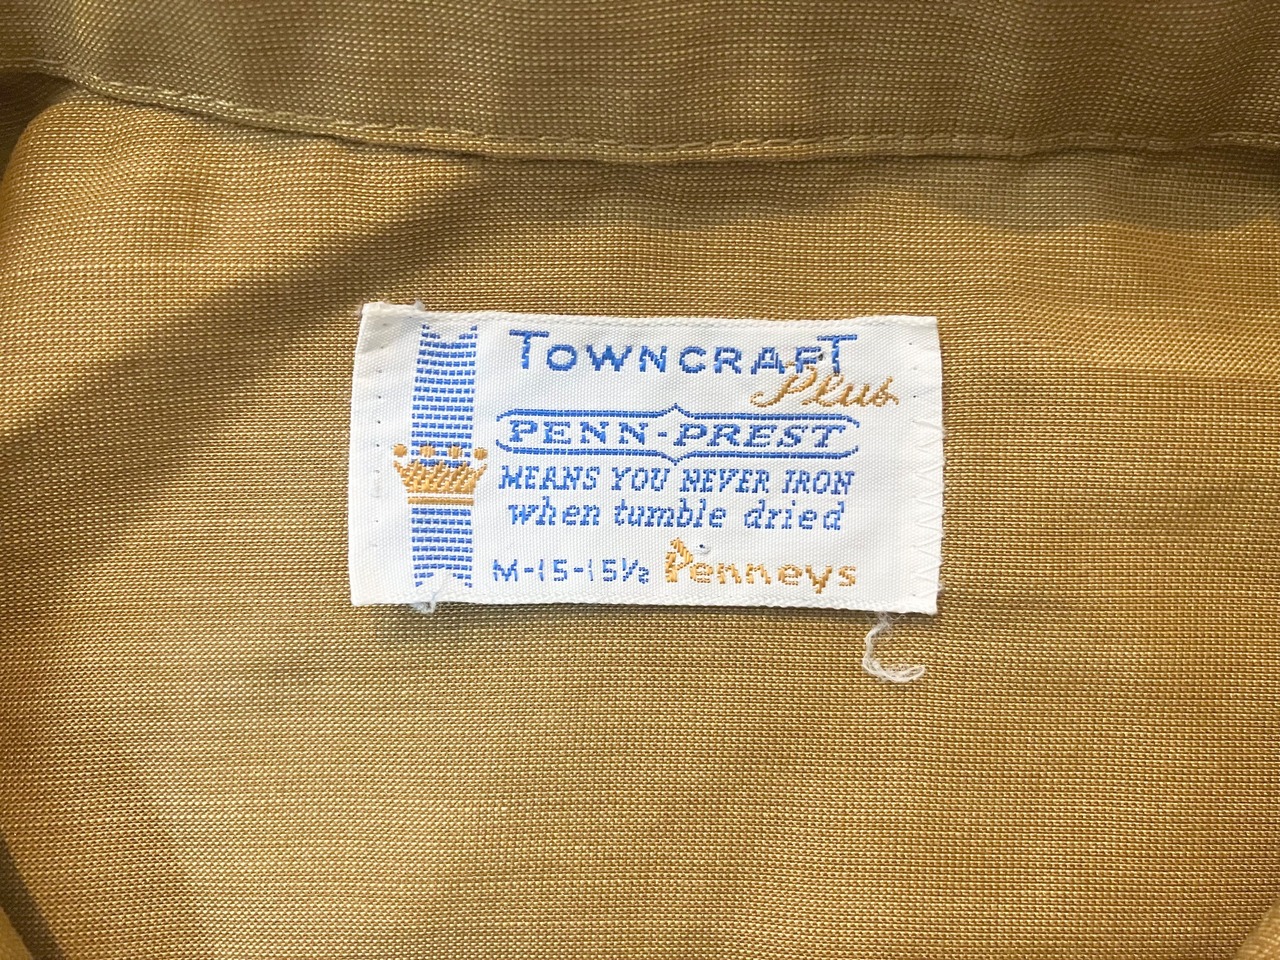 TOWNCRAFT
Plus
PENN-PREST
MEANS YOU NEVER IRON
when tumble dried
M-15-15½ Penneys